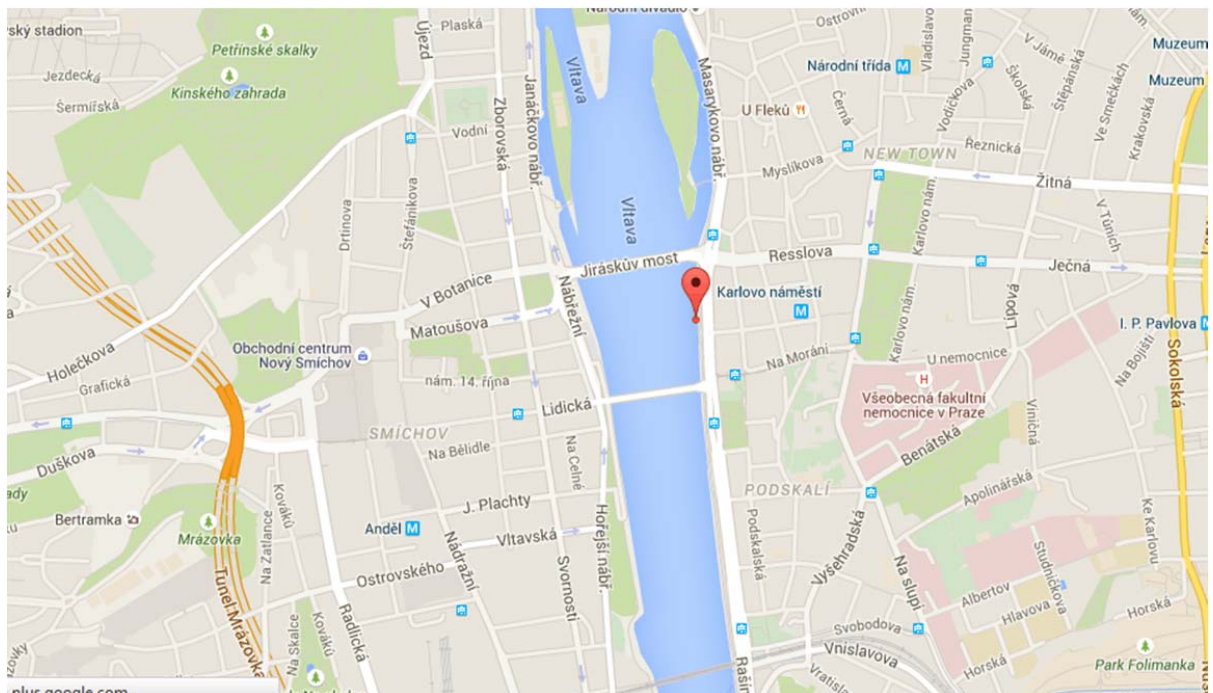 Národní divadlo
ský stadion
Petřínské skalky
Újezd
Plaská
Jezdecká
Kinského zahrada
Šermířská
Vodní
Zborovská
Janáčkovo nábř.
Vltava
Masarykovo nábř.
Ostrovní
Vladislavo
Jungman
V Jámě
Školská
Štěpánská
Ve Smečkách
Krakovská
Muzeum
Muzeum
Národní třída M
Vodičkova
Černá
U Fleků
Řeznická
NEW TOWN
Myslíkova
Žitná
Drtinova
Štefánikova
Vltava
Karlovo nám.
V Tůních
Jiráskův most
Resslova
Ječná
V Botanice
Nábřežní
Matoušova
Karlovo náměstí
M
Lípová
I. P. Pavlova M
Obchodní centrum
Nový Smíchov
Holečkova
Grafická
nám. 14. října
Na Moráni
Karlovo nám.
U nemocnice
H
Všeobecná fakultní
nemocnice v Praze
Na Bojišti
Sokolská
Lidická
SMÍCHOV
Na Bělidle
Na Celné
Viničná
Benátská
Duškova
ady
Kováků
J. Plachty
PODSKALÍ
Apolinářská
Bertramka
Mrázovka
Na Zatlance
Anděl M
Vltavská
Hořejší nábř.
Podskalská
Vyšehradská
Ke Karlovu
Tunel Mrázovka
Ostrovského
Nádražní
Svornosti
Na slupi
Albertov
Studničkova
Hlavova
Horská
Na Skalce
Kováků
Radlická
Svobodova
Vnislavova
Horská
Park Folimanka
Rašín
Vratis
plus.google.com